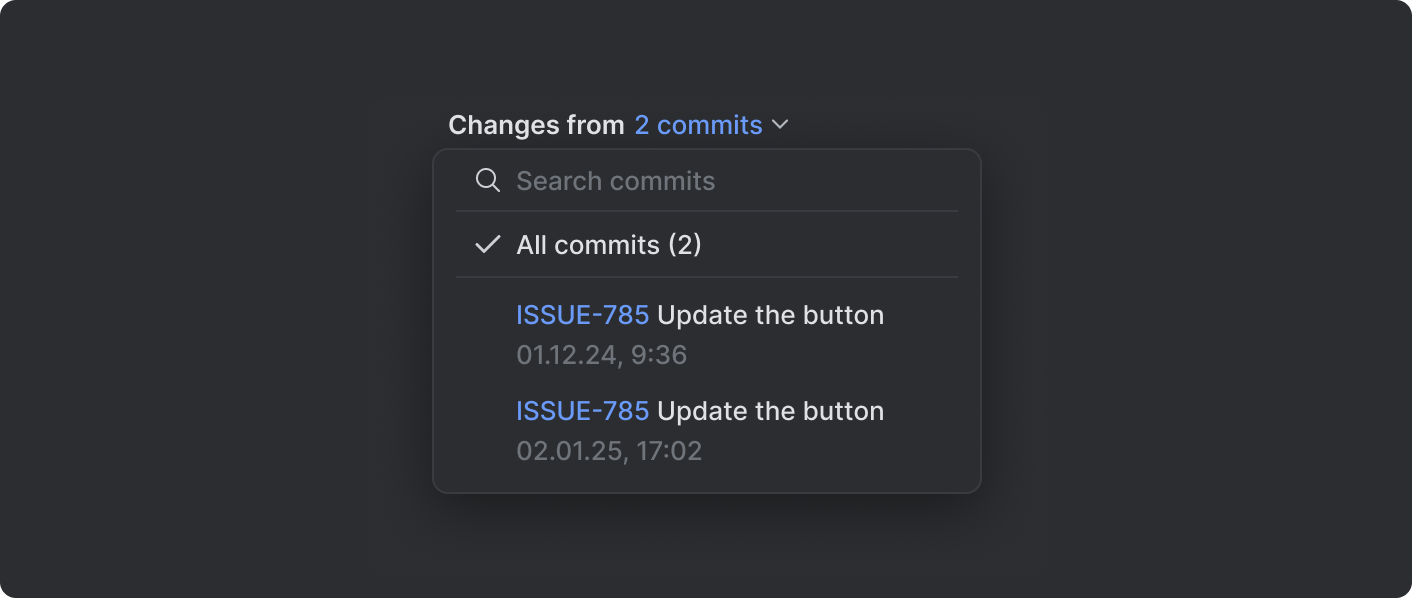 Changes from 2 commits
Search commits
All commits (2)
ISSUE-785 Update the button
01.12.24, 9:36
ISSUE-785 Update the button
02.01.25, 17:02